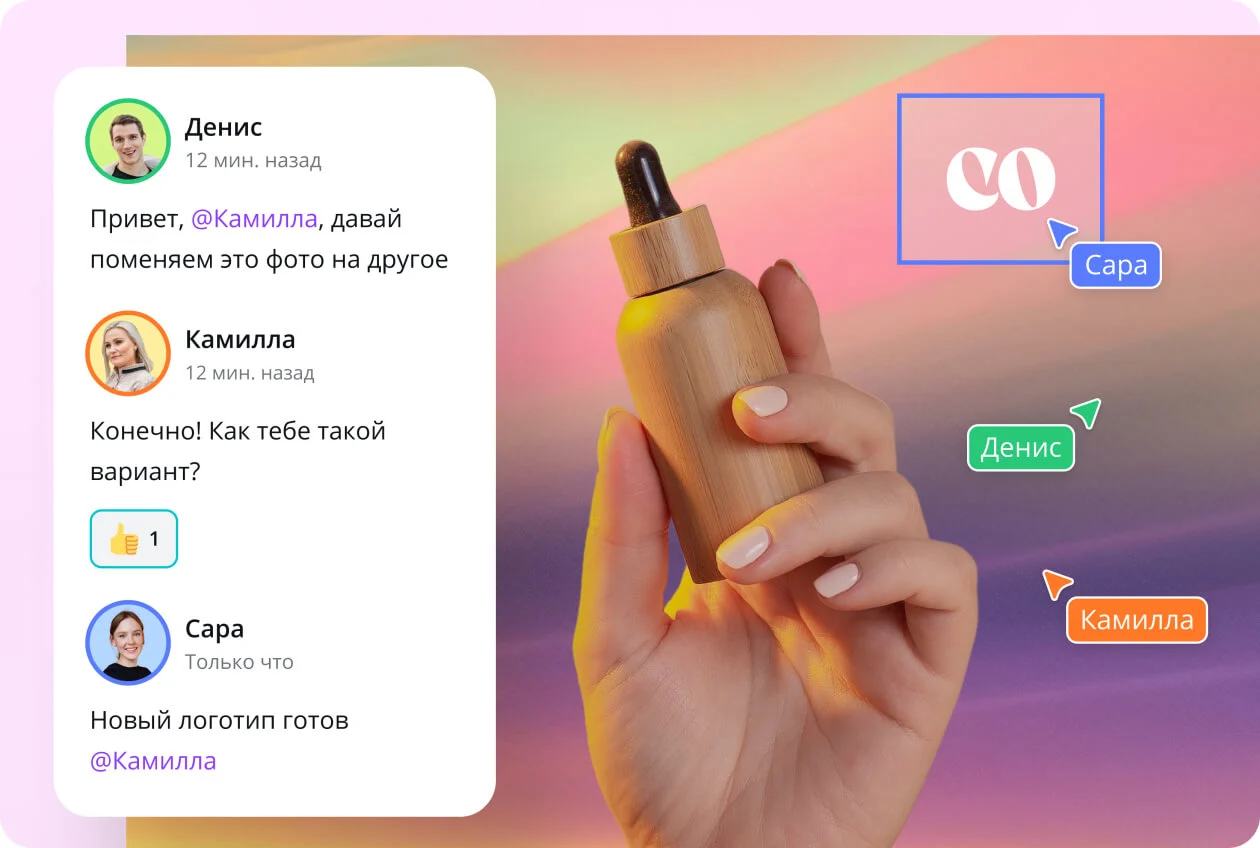 Денис
12 мин. назад
Привет, @Камилла, давай
поменяем это фото на другое
Камилла
12 мин. назад
Конечно! Как тебе такой
вариант?
👍 1
Сара
Только что
Новый логотип готов
@Камилла
co
Сара
Денис
Камилла